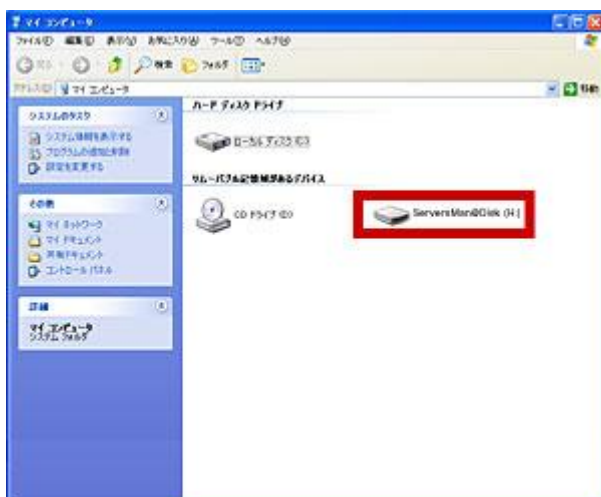 マイ コンピュータ
ファイル(F) 編集(E) 表示(V) お気に入り(A) ツール(T) ヘルプ(H)
戻る 検索 フォルダ
アドレス(D) マイ コンピュータ 移動
システムのタスク
システム情報を表示する
プログラムの追加と削除
設定を変更する
その他
マイ ネットワーク
マイ ドキュメント
共有ドキュメント
コントロール パネル
詳細
マイ コンピュータ
システム フォルダ
ハード ディスク ドライブ
ローカル ディスク (C:)
リムーバブル記憶域があるデバイス
CD ドライブ (D:)
ServersMan@Disk (H:)